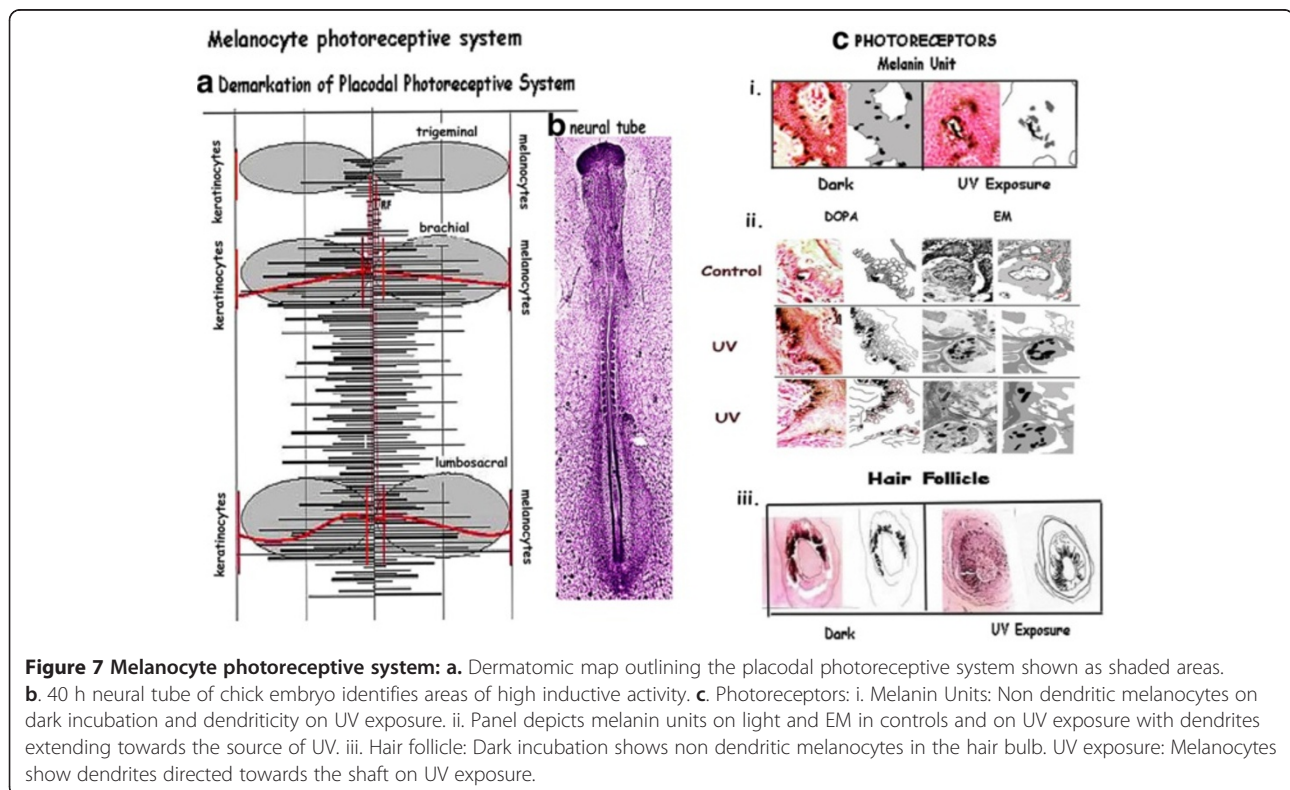 Melanocyte photoreceptive system
a Demarkation of Placodal Photoreceptive System
trigeminal
keratinocytes
melanocytes
RF
brachial
keratinocytes
melanocytes
lumbosacral
keratinocytes
melanocytes
b neural tube
c PHOTORECEPTORS
Melanin Unit
i.
Dark
UV Exposure
ii.
DOPA
EM
Control
UV
UV
Hair Follicle
iii.
Dark
UV Exposure
Figure 7 Melanocyte photoreceptive system: a. Dermatomic map outlining the placodal photoreceptive system shown as shaded areas.
b. 40 h neural tube of chick embryo identifies areas of high inductive activity. c. Photoreceptors: i. Melanin Units: Non dendritic melanocytes on
dark incubation and dendriticity on UV exposure. ii. Panel depicts melanin units on light and EM in controls and on UV exposure with dendrites
extending towards the source of UV. iii. Hair follicle: Dark incubation shows non dendritic melanocytes in the hair bulb. UV exposure: Melanocytes
show dendrites directed towards the shaft on UV exposure.